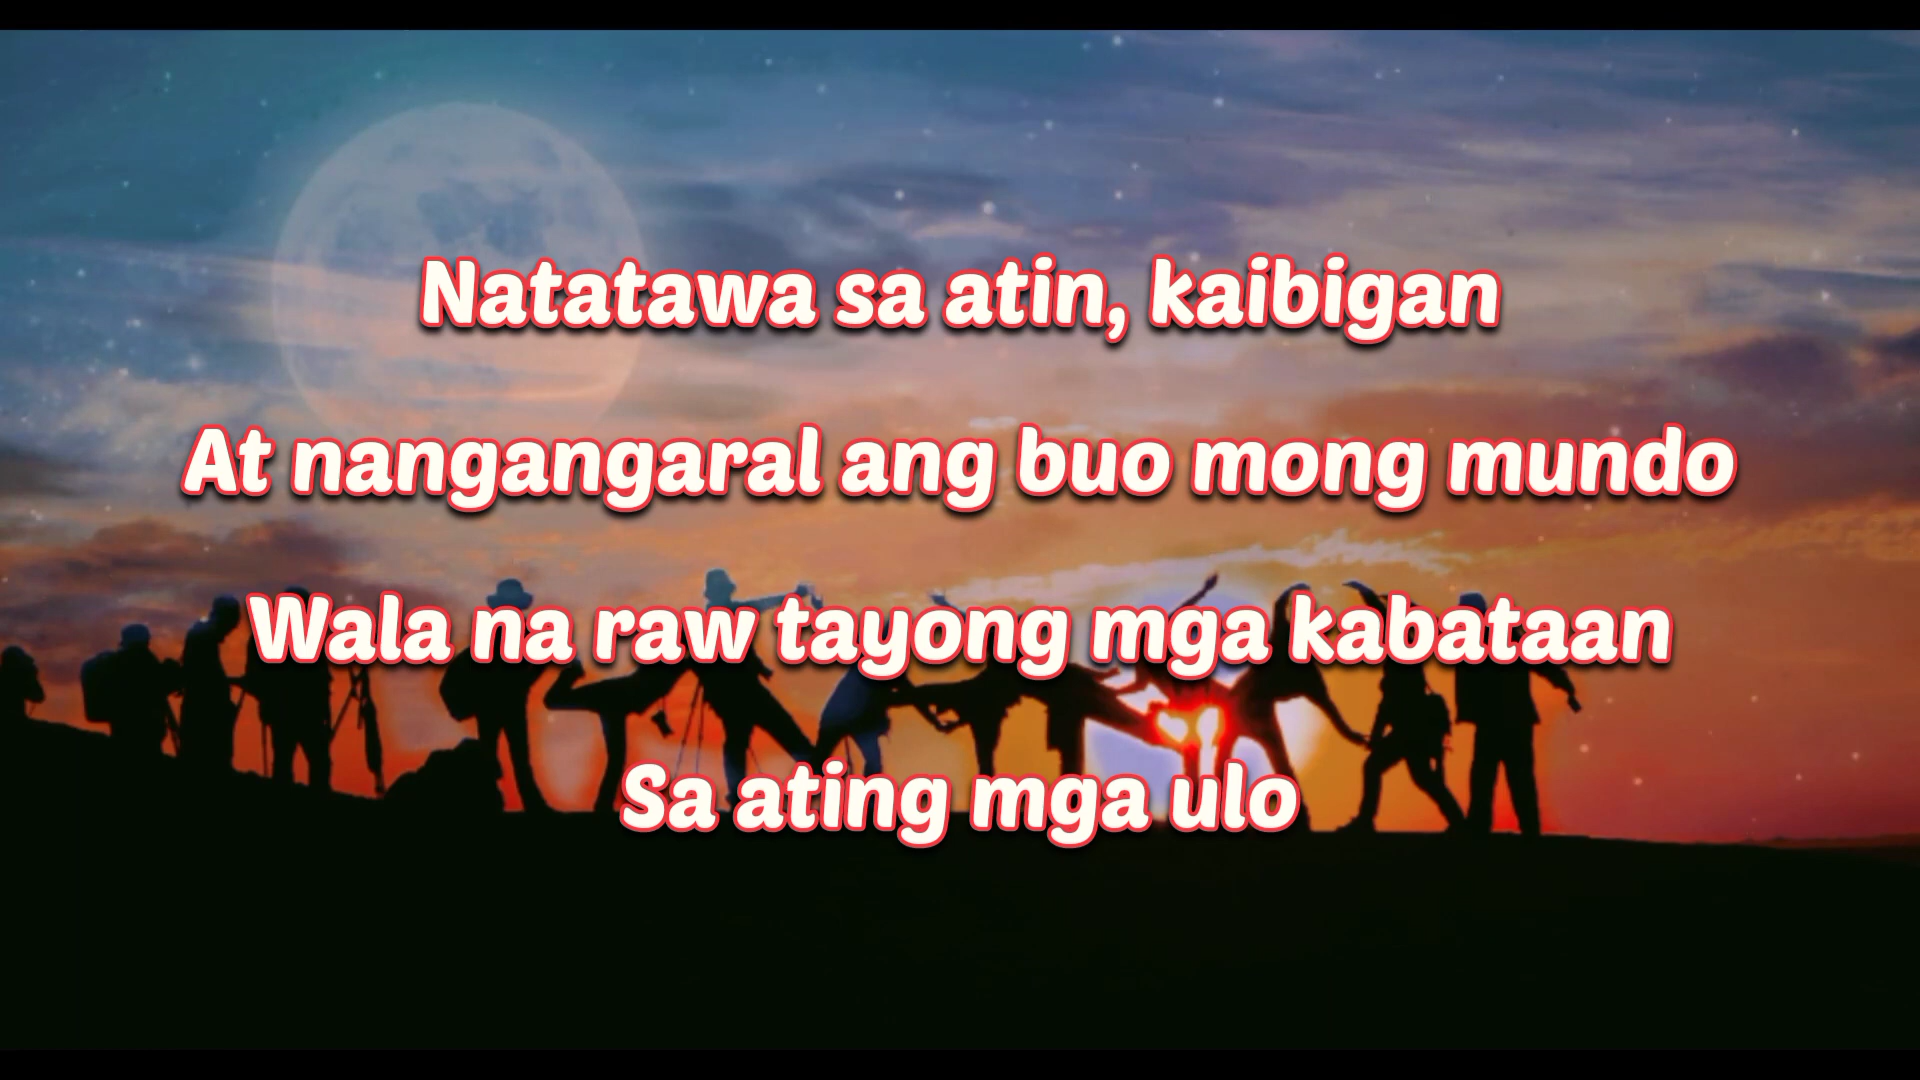 Natatawa sa atin, kaibigan
At nangangaral ang buo mong mundo
Wala na raw tayong mga kabataan
Sa ating mga ulo